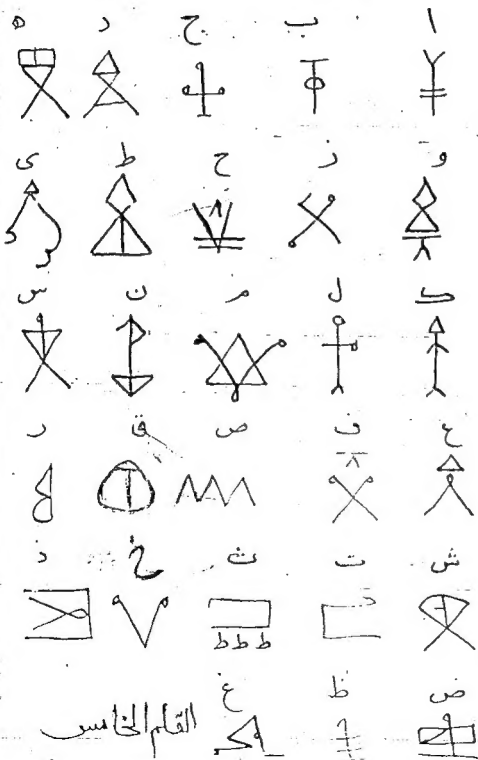 ا ب ج د ه
و ز ح ط ى
ك ل م ن س
ع ف ص ق ر
ش ت ث خ ذ
ض ظ غ القلم الخامس